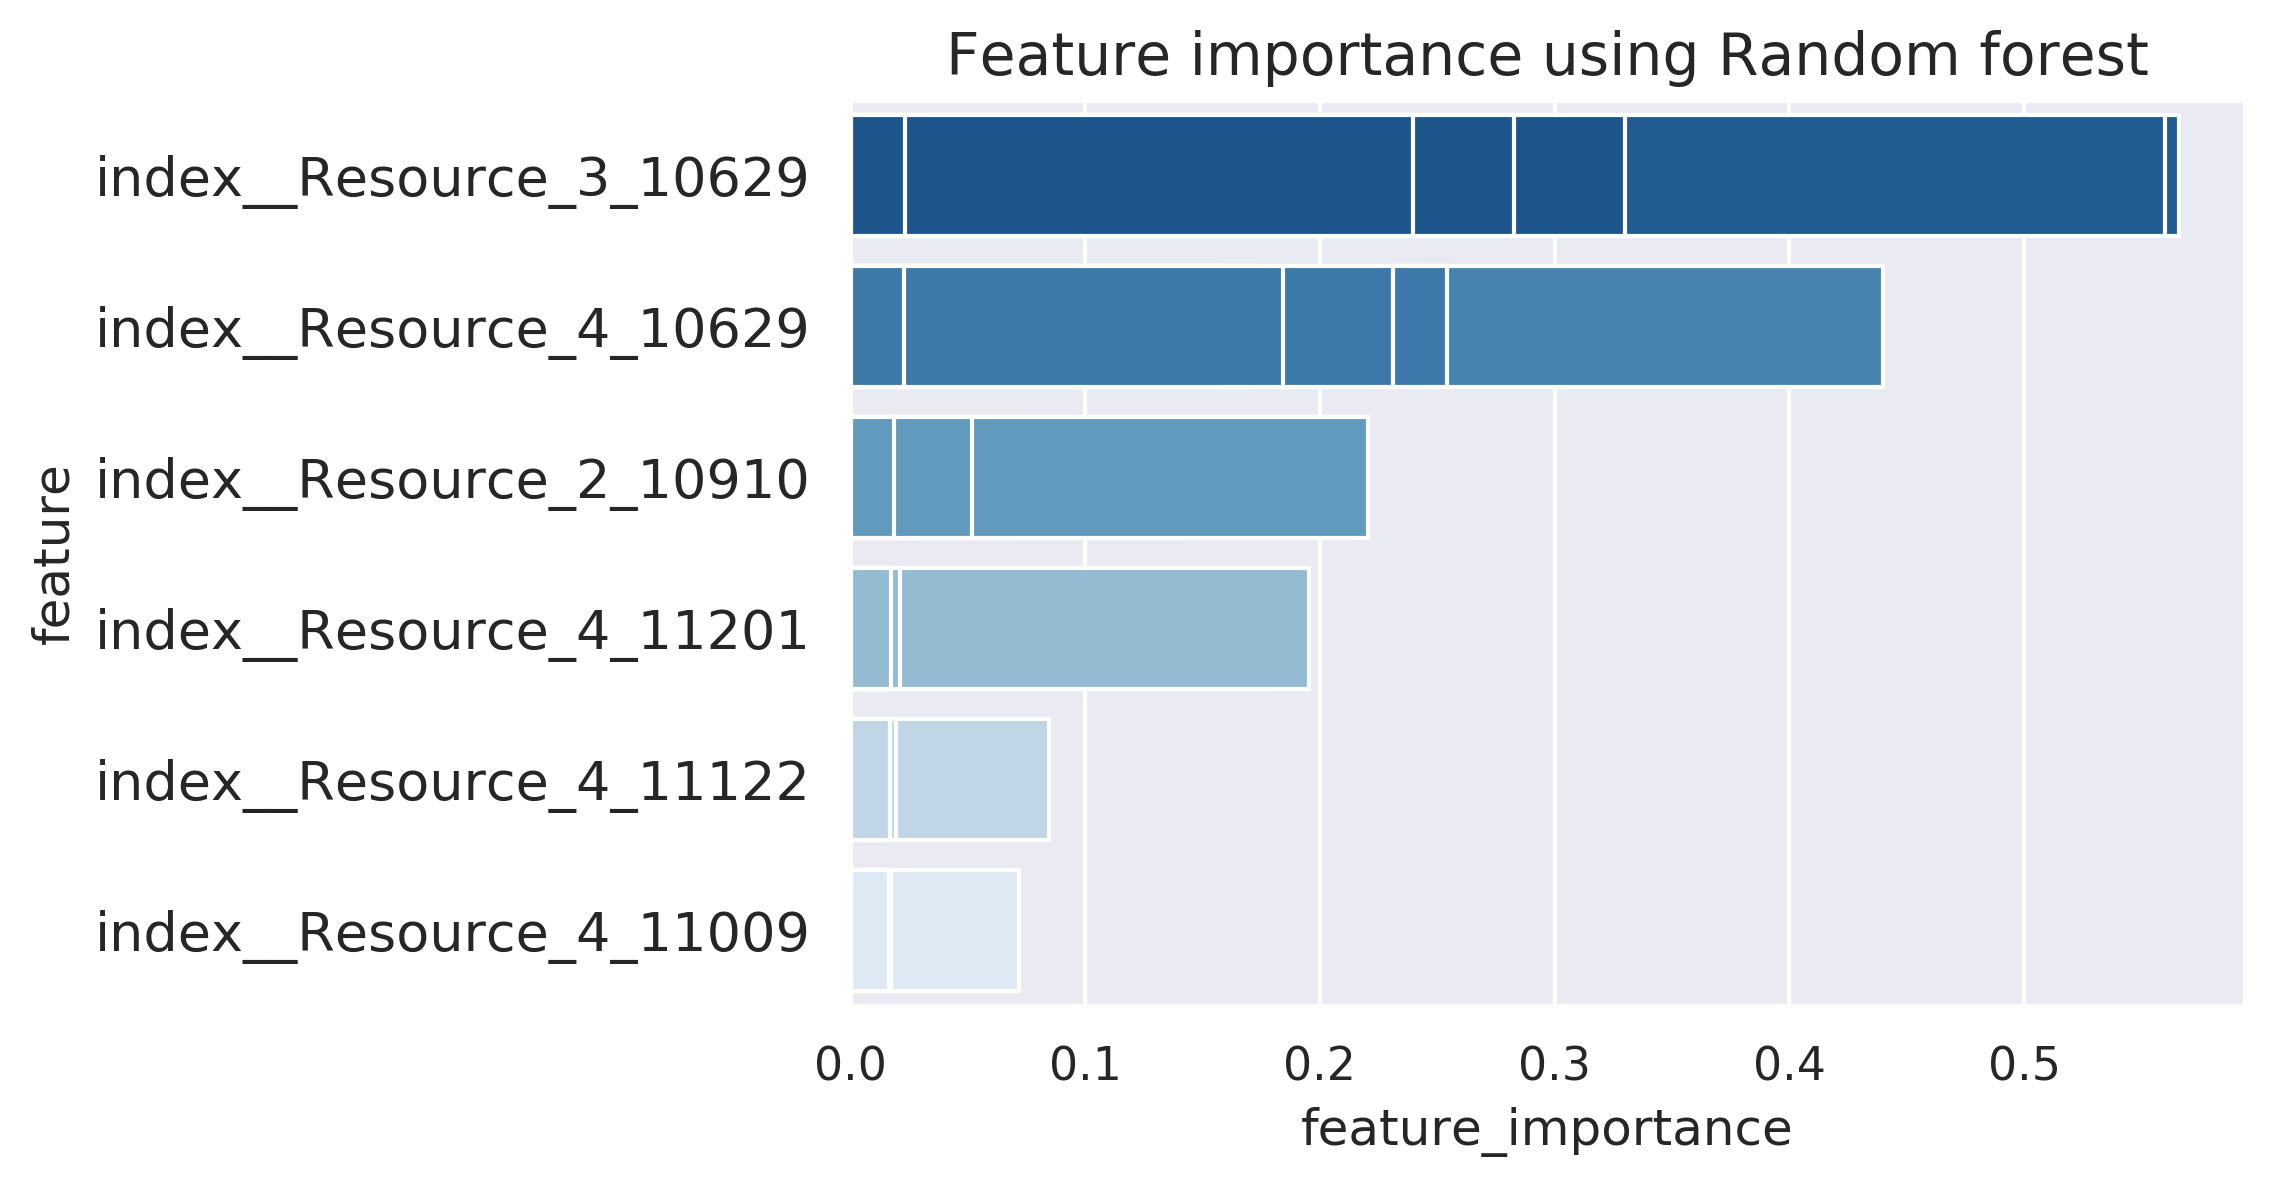 Feature importance using Random forest
index__Resource_3_10629
index__Resource_4_10629
index__Resource_2_10910
index__Resource_4_11201
index__Resource_4_11122
index__Resource_4_11009
feature
0.0 0.1 0.2 0.3 0.4 0.5
feature_importance